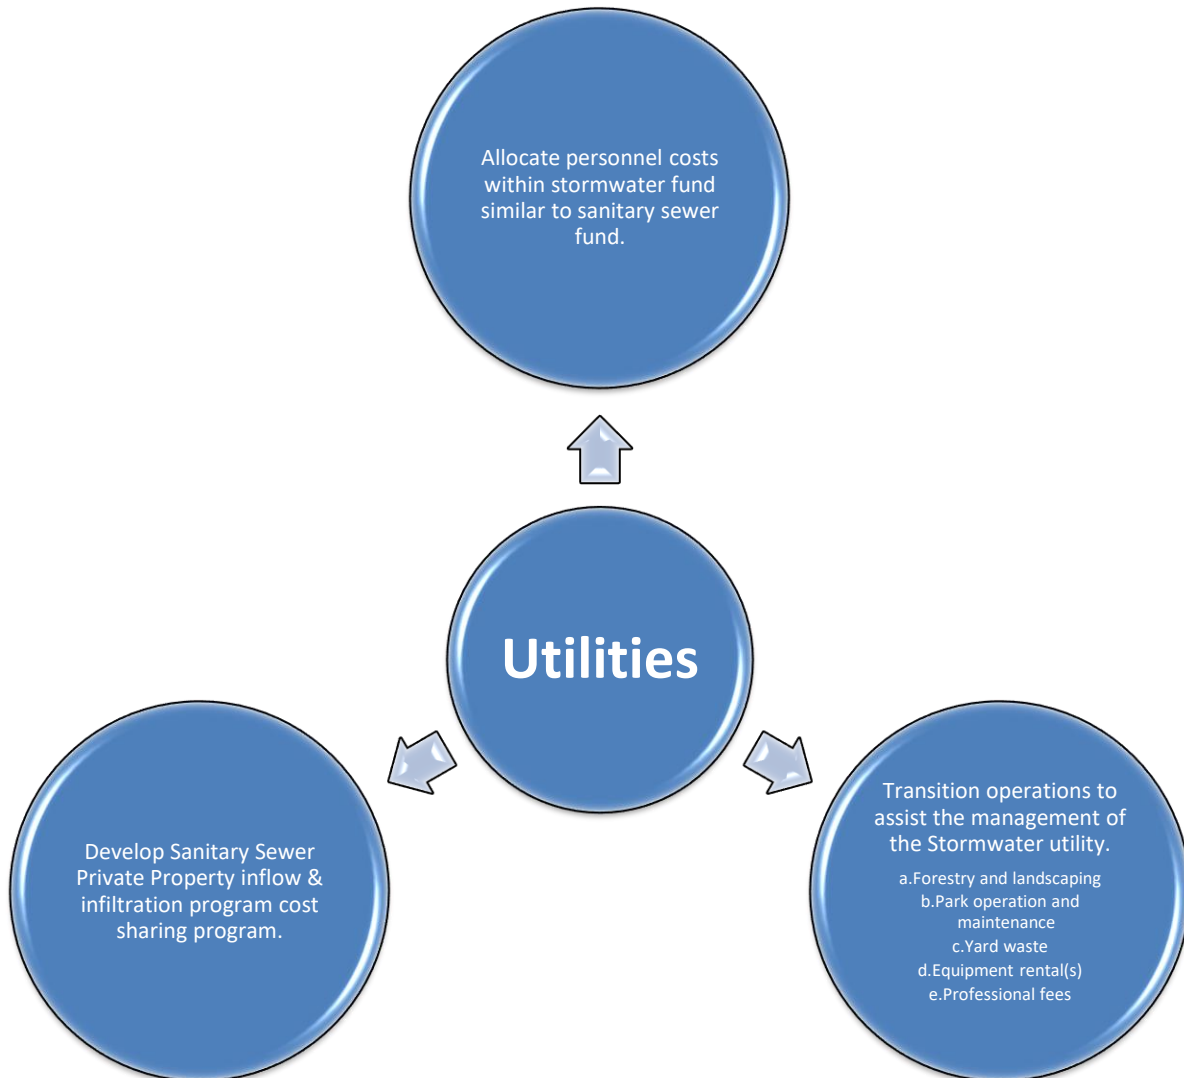 Allocate personnel costs
within stormwater fund
similar to sanitary sewer
fund.
Utilities
Develop Sanitary Sewer
Private Property inflow &
infiltration program cost
sharing program.
Transition operations to
assist the management of
the Stormwater utility.
a.Forestry and landscaping
b.Park operation and
maintenance
c.Yard waste
d.Equipment rental(s)
e.Professional fees